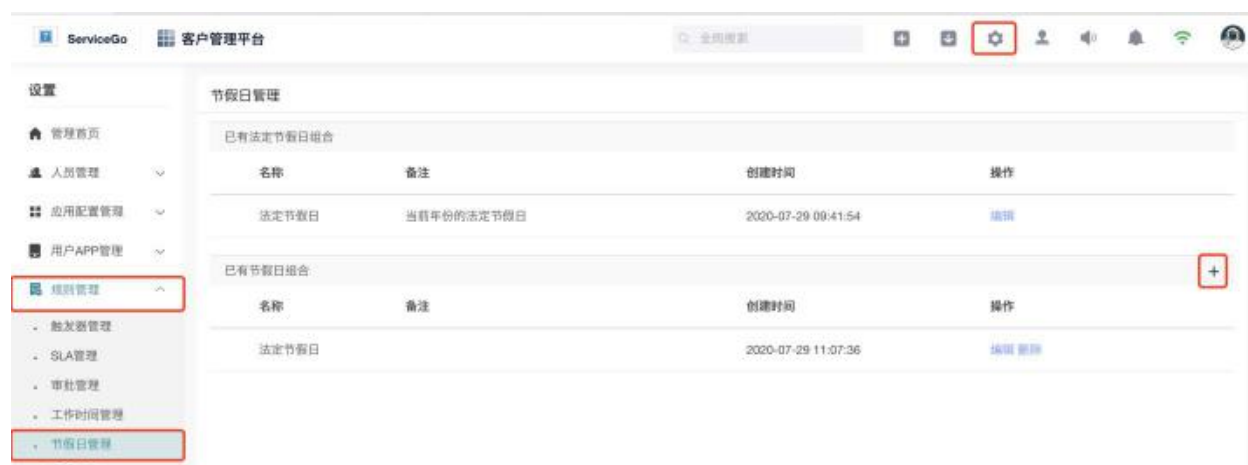 ServiceGo 客户管理平台 全局搜索
设置
节假日管理
管理首页
已有法定节假日组合
人员管理
名称 备注 创建时间 操作
应用配置管理
法定节假日 当前年份的法定节假日 2020-07-29 09:41:54 编辑
用户APP管理
已有节假日组合
规则管理
名称 备注 创建时间 操作
触发器管理
SLA管理
法定节假日 2020-07-29 11:07:36 编辑 删除
审批管理
工作时间管理
节假日管理